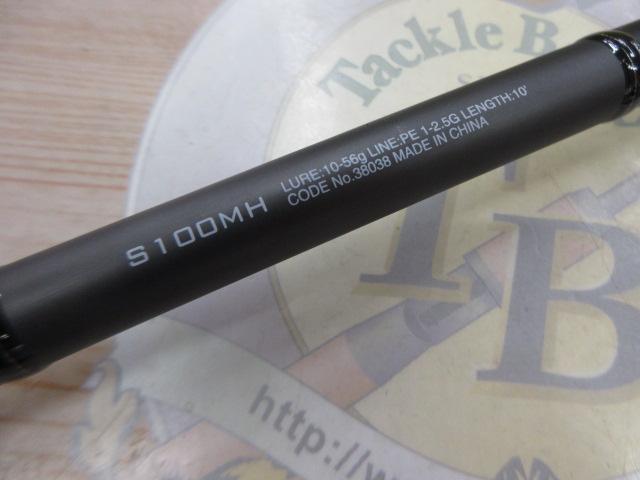 Tackle B
S100MH
LURE:10-56g LINE:PE 1-2.5G LENGTH:10'
CODE No.38038 MADE IN CHINA
T B
http://w